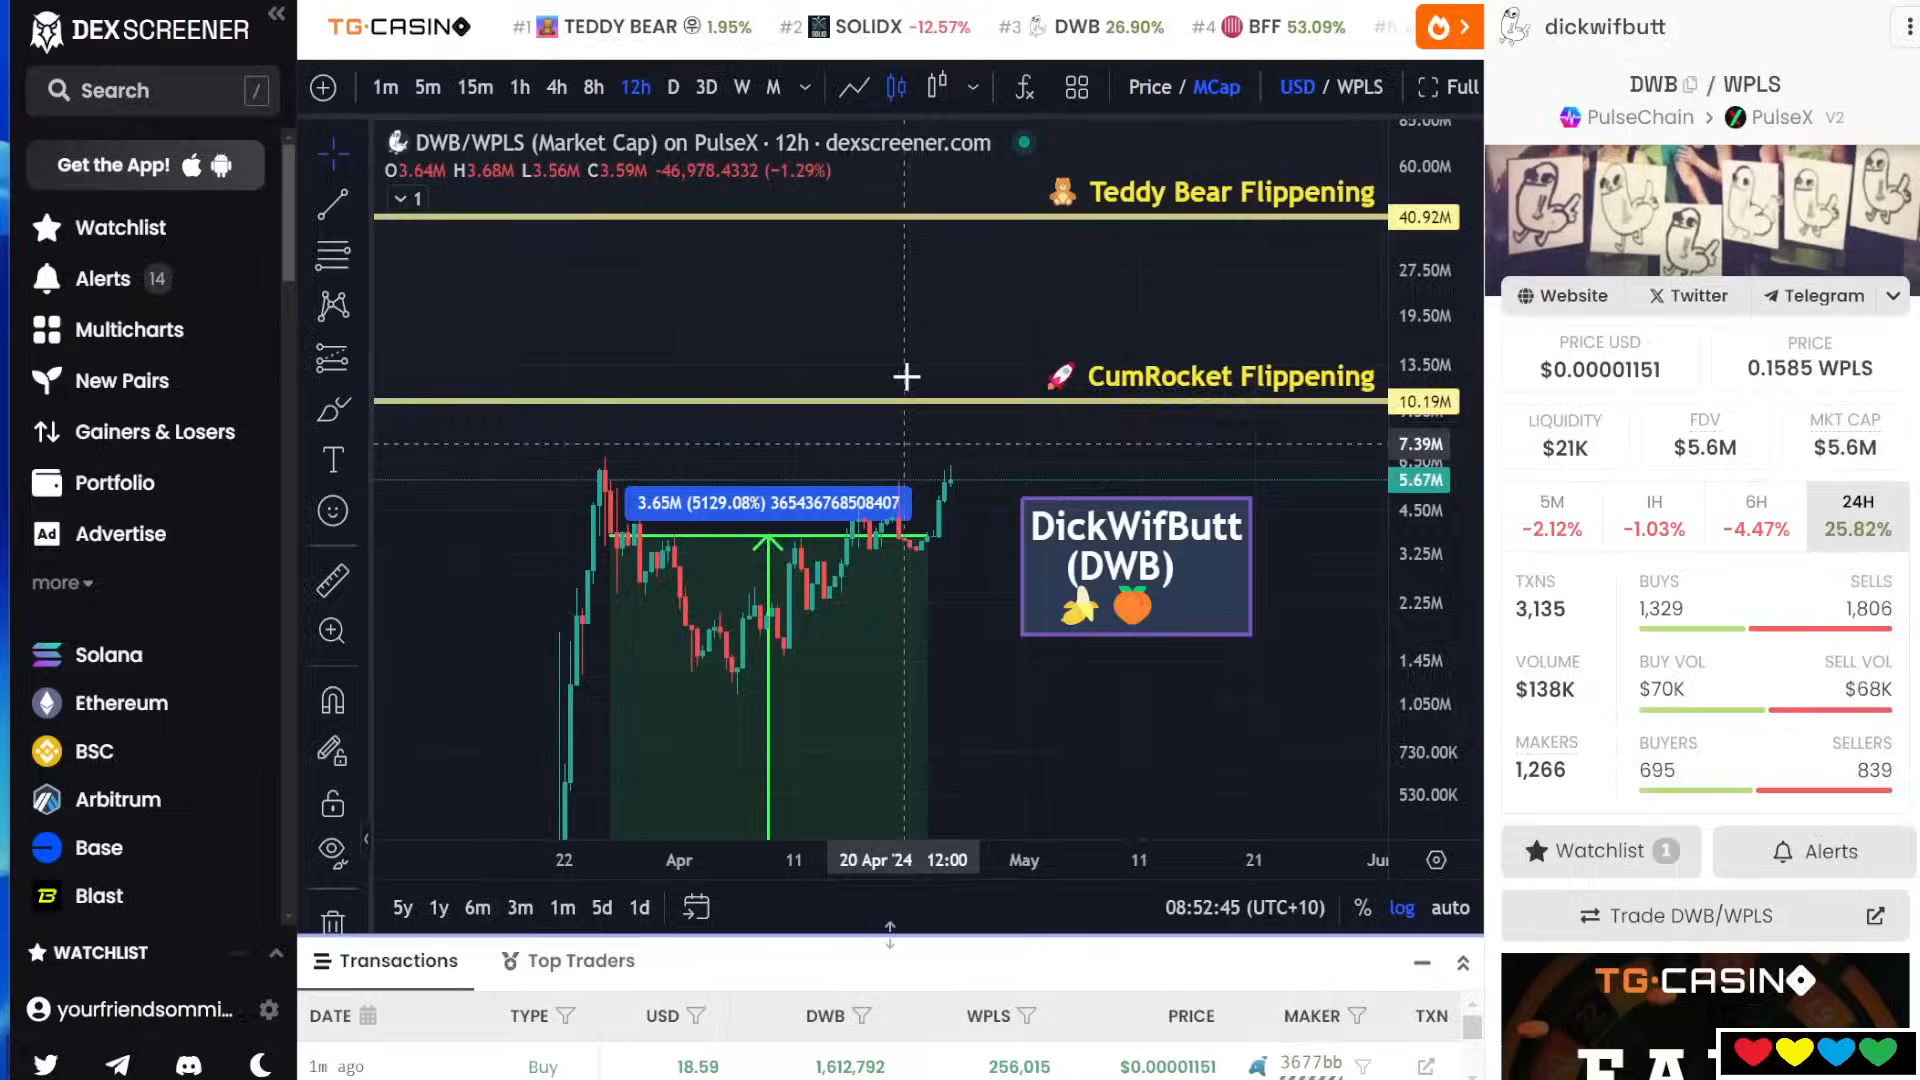 DEX SCREENER
Search /
Get the App!
Watchlist
Alerts 14
Multicharts
New Pairs
Gainers & Losers
Portfolio
Ad Advertise
more
Solana
Ethereum
BSC
Arbitrum
Base
Blast
WATCHLIST
yourfriendsommi...
TG.CASINO #1 TEDDY BEAR 1.95% #2 SOLIDX -12.57% #3 DWB 26.90% #4 BFF 53.09%
1m 5m 15m 1h 4h 8h 12h D 3D W M Price / MCap USD / WPLS Full
DWB/WPLS (Market Cap) on PulseX · 12h · dexscreener.com
O3.64M H3.68M L3.56M C3.59M -46,978.4332 (−1.29%)
1
Teddy Bear Flippening
CumRocket Flippening
3.65M (5129.08%) 365436768508407
DickWifButt
(DWB)
60.00M
40.92M
27.50M
19.50M
13.50M
10.19M
7.39M
5.67M
4.50M
3.25M
2.25M
1.45M
1.050M
730.00K
530.00K
22 Apr 11 20 Apr '24 12:00 May 11 21
5y 1y 6m 3m 1m 5d 1d 08:52:45 (UTC+10) % log auto
Transactions Top Traders
DATE TYPE USD DWB WPLS PRICE MAKER TXN
1m ago Buy 18.59 1,612,792 256,015 $0.00001151 3677bb
dickwifbutt
DWB / WPLS
PulseChain > PulseX V2
Website Twitter Telegram
PRICE USD PRICE
$0.00001151 0.1585 WPLS
LIQUIDITY FDV MKT CAP
$21K $5.6M $5.6M
5M 1H 6H 24H
-2.12% -1.03% -4.47% 25.82%
TXNS BUYS SELLS
3,135 1,329 1,806
VOLUME BUY VOL SELL VOL
$138K $70K $68K
MAKERS BUYERS SELLERS
1,266 695 839
Watchlist 1 Alerts
Trade DWB/WPLS
TG.CASINO